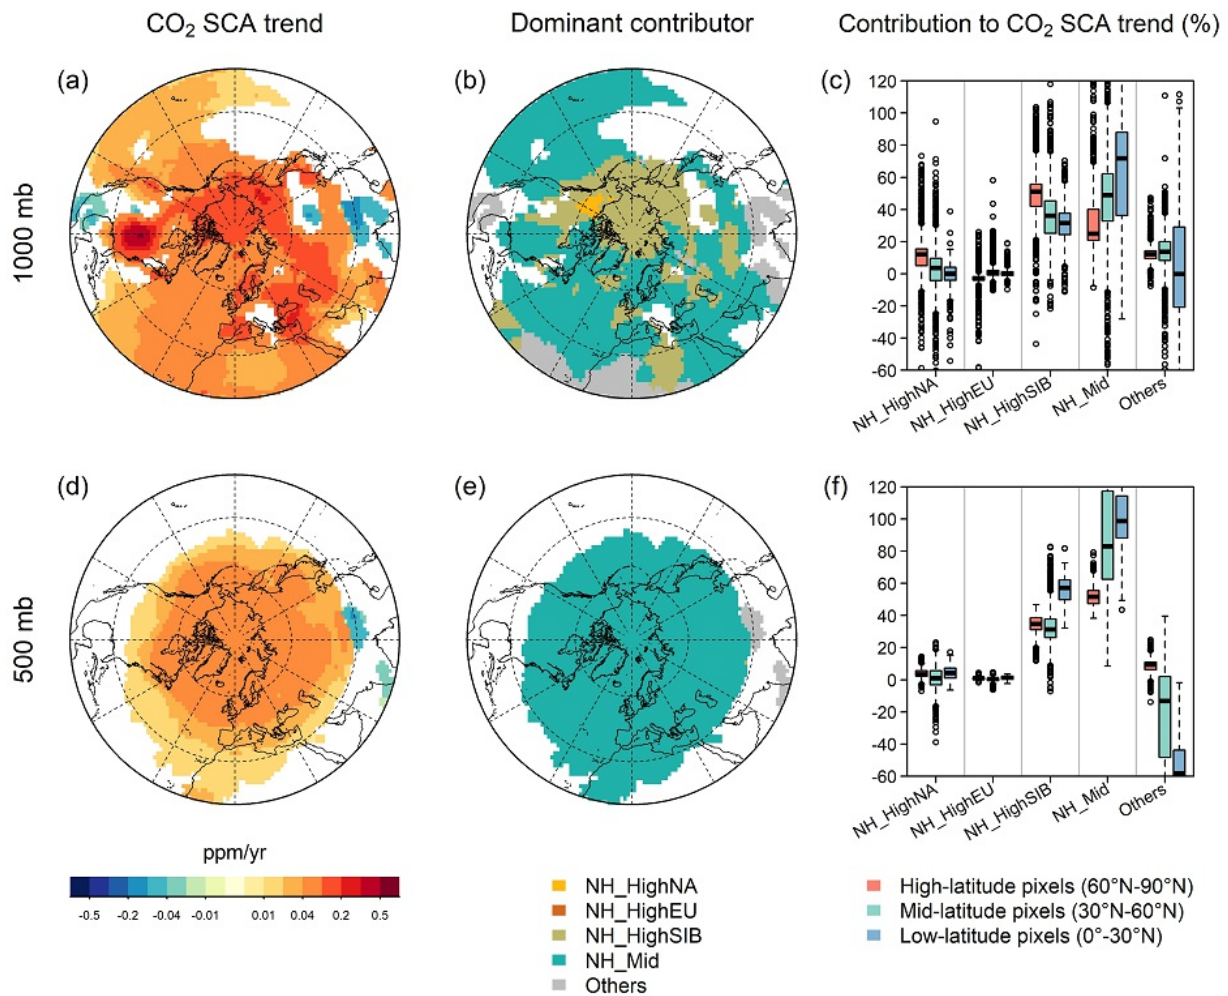 CO₂ SCA trend
Dominant contributor
Contribution to CO₂ SCA trend (%)
(a)
(b)
(c)
1000 mb
120
100
80
60
40
20
0
-20
-40
-60
NH_HighNA
NH_HighEU
NH_HighSIB
NH_Mid
Others
(d)
(e)
(f)
500 mb
120
100
80
60
40
20
0
-20
-40
-60
NH_HighNA
NH_HighEU
NH_HighSIB
NH_Mid
Others
ppm/yr
-0.5 -0.2 -0.04 -0.01 0.01 0.04 0.2 0.5
NH_HighNA
NH_HighEU
NH_HighSIB
NH_Mid
Others
High-latitude pixels (60°N-90°N)
Mid-latitude pixels (30°N-60°N)
Low-latitude pixels (0°-30°N)